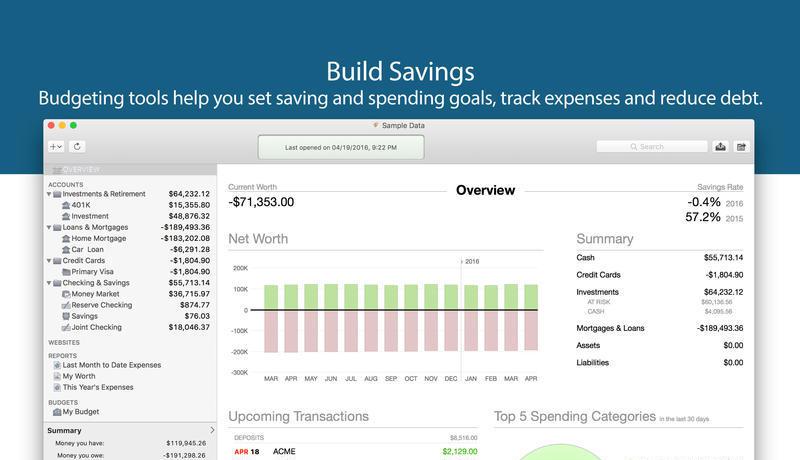 Build Savings
Budgeting tools help you set saving and spending goals, track expenses and reduce debt.
Sample Data
Last opened on 04/19/2016, 9:22 PM
Search
OVERVIEW
ACCOUNTS
Investments & Retirement $64,232.12
401K $15,355.80
Investment $48,876.32
Loans & Mortgages -$189,493.36
Home Mortgage -$183,202.08
Car Loan -$6,291.28
Credit Cards -$1,804.90
Primary Visa -$1,804.90
Checking & Savings $55,713.14
Money Market $36,715.97
Reserve Checking $874.77
Savings $76.03
Joint Checking $18,046.37
WEBSITES
REPORTS
Last Month to Date Expenses
My Worth
This Year's Expenses
BUDGETS
My Budget
Summary
Money you have: $119,945.26
Money you owe: -$191,298.26
Current Worth
-$71,353.00
Overview
Savings Rate
-0.4% 2016
57.2% 2015
Net Worth
2016
200K
100K
0
-100K
-200K
-300K
MAR APR MAY JUN JUL AUG SEP OCT NOV DEC JAN FEB MAR APR
Summary
Cash $55,713.14
Credit Cards -$1,804.90
Investments $64,232.12
AT RISK $60,136.56
CASH $4,095.56
Mortgages & Loans -$189,493.36
Assets $0.00
Liabilities $0.00
Upcoming Transactions
DEPOSITS $8,516.00
APR 18 ACME $2,129.00
Top 5 Spending Categories in the last 30 days